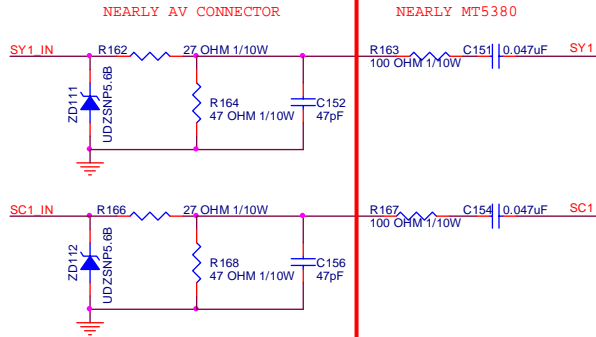 NEARLY AV CONNECTOR
NEARLY MT5380
SY1_IN
R162
27 OHM 1/10W
R163
100 OHM 1/10W
C151
0.047uF
SY1
ZD111
UDZSNP5.6B
R164
47 OHM 1/10W
C152
47pF
SC1_IN
R166
27 OHM 1/10W
R167
100 OHM 1/10W
C154
0.047uF
SC1
ZD112
UDZSNP5.6B
R168
47 OHM 1/10W
C156
47pF